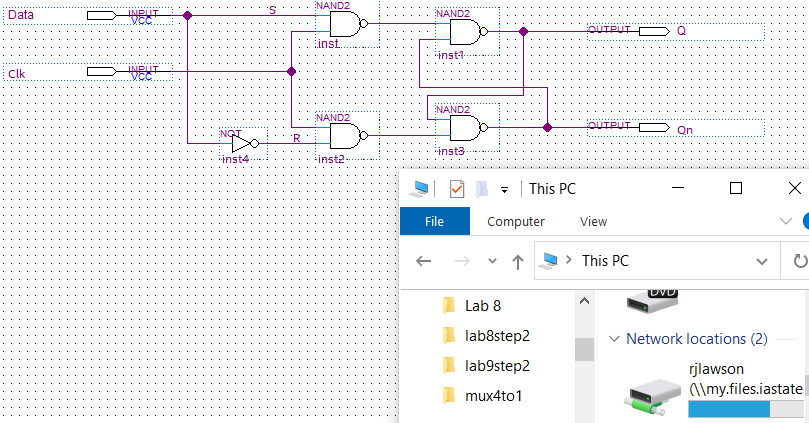 Data
INPUT
VCC
S
NAND2
inst
NAND2
inst1
OUTPUT
Q
Clk
INPUT
VCC
NOT
inst4
R
NAND2
inst2
NAND2
inst3
OUTPUT
Qn
This PC
File
Computer
View
This PC
Lab 8
lab8step2
lab9step2
mux4to1
DVD
Network locations (2)
rjlawson
(\\my.files.iastate